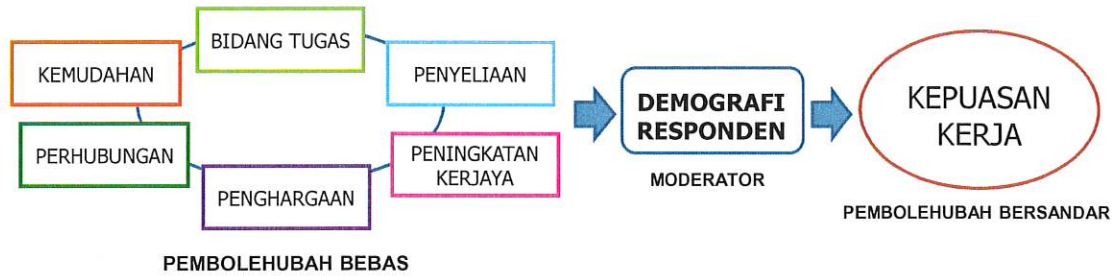 BIDANG TUGAS
KEMUDAHAN
PENYELIAAN
PERHUBUNGAN
PENINGKATAN
KERJAYA
PENGHARGAAN
PEMBOLEHUBAH BEBAS
DEMOGRAFI
RESPONDEN
MODERATOR
KEPUASAN
KERJA
PEMBOLEHUBAH BERSANDAR